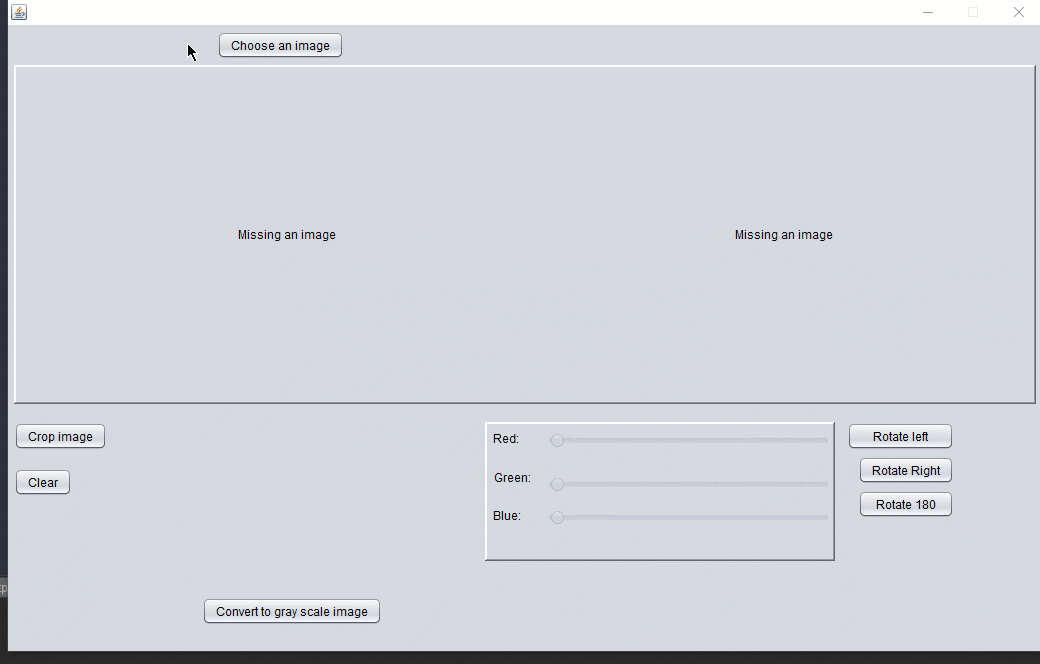 Choose an image
Missing an image
Missing an image
Crop image
Clear
Red:
Green:
Blue:
Rotate left
Rotate Right
Rotate 180
Convert to gray scale image